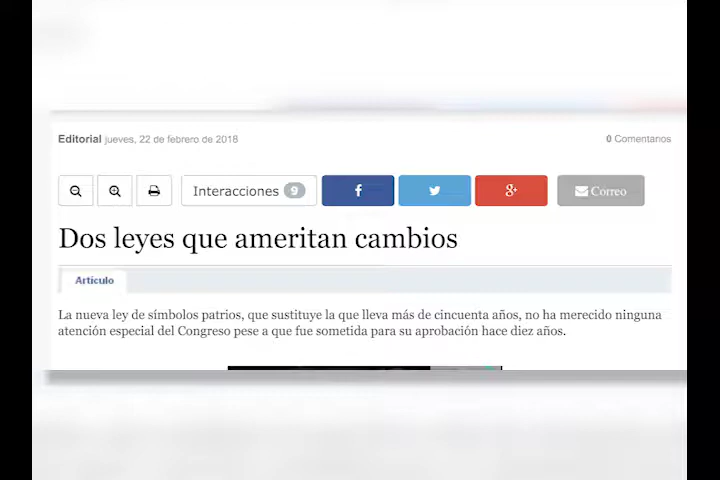 Editorial jueves, 22 de febrero de 2018
0 Comentarios
Interacciones 9
Correo
Dos leyes que ameritan cambios
Artículo
La nueva ley de símbolos patrios, que sustituye la que lleva más de cincuenta años, no ha merecido ninguna
atención especial del Congreso pese a que fue sometida para su aprobación hace diez años.